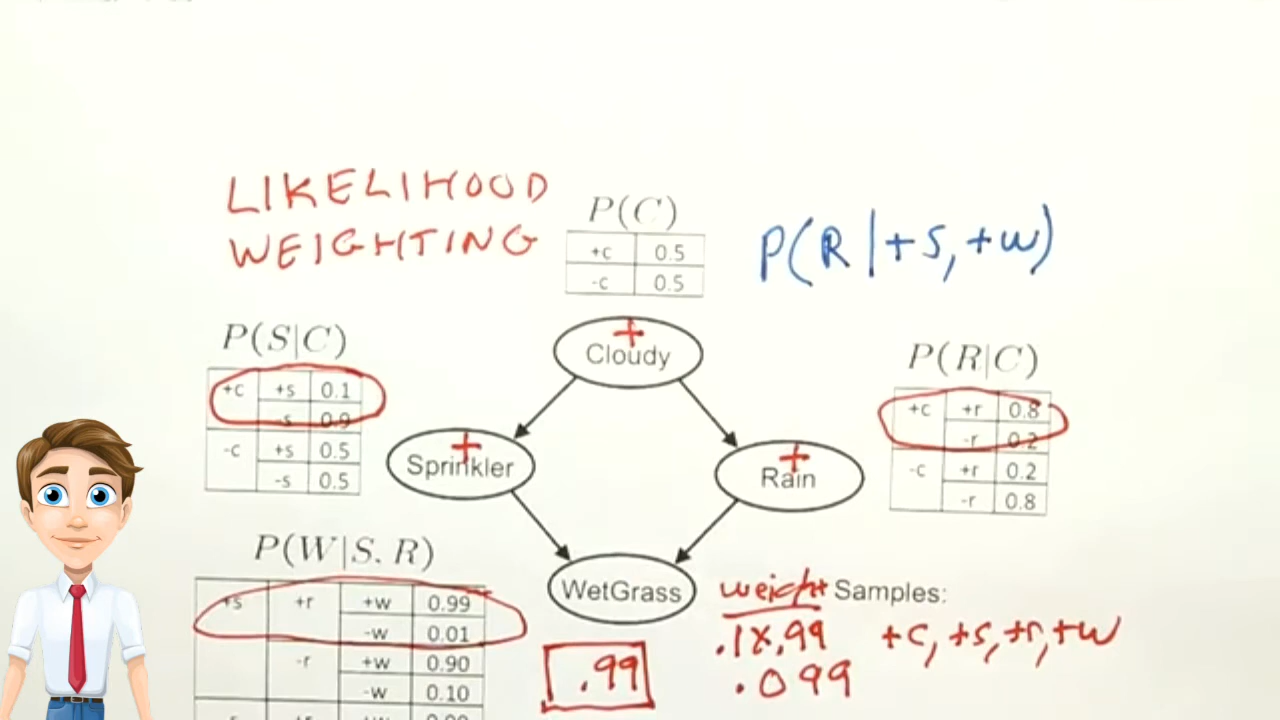 LIKELIHOOD
WEIGHTING
P(C)
+c 0.5
-c 0.5
P(R|+s,+w)
P(S|C)
+c +s 0.1
-s 0.9
-c +s 0.5
-s 0.5
+
Cloudy
P(R|C)
+c +r 0.8
-r 0.2
-c +r 0.2
-r 0.8
+
Sprinkler
+
Rain
P(W|S, R)
+s +r +w 0.99
-w 0.01
-r +w 0.90
-w 0.10
WetGrass
weight Samples:
.1x.99 +c,+s,+r,+w
.099
.99